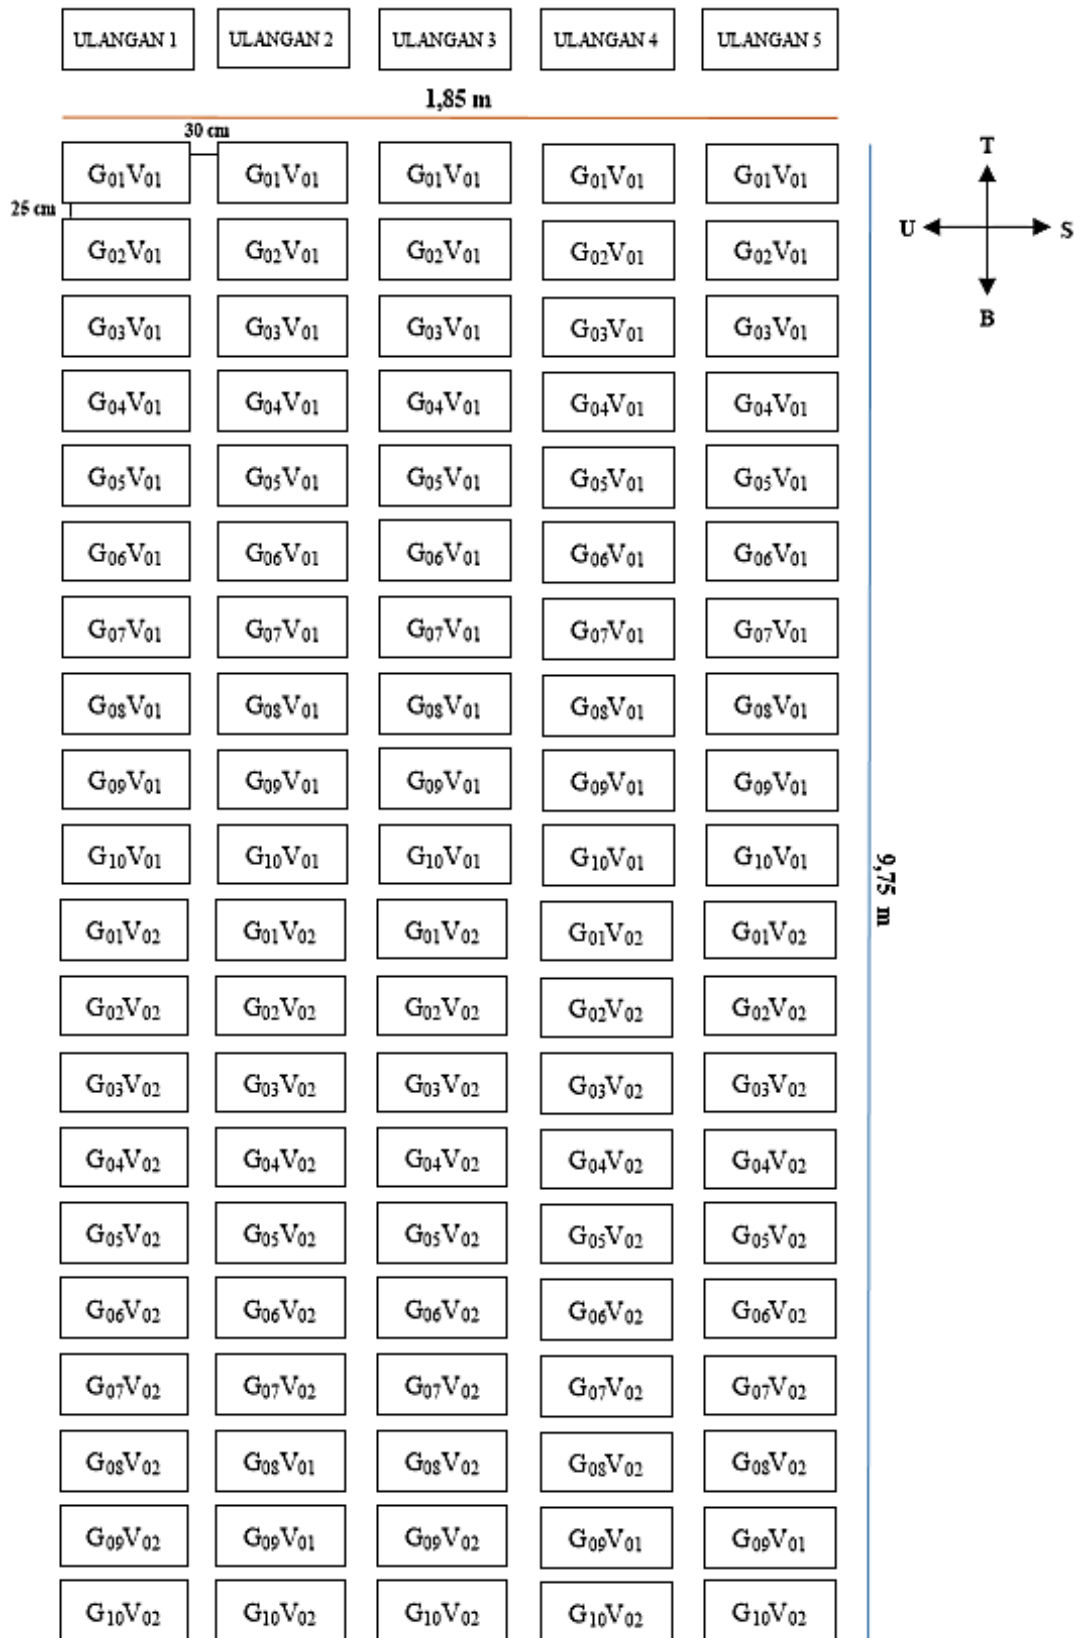 ULANGAN 1 ULANGAN 2 ULANGAN 3 ULANGAN 4 ULANGAN 5
1,85 m
30 cm
G01V01 G01V01 G01V01 G01V01 G01V01
25 cm
G02V01 G02V01 G02V01 G02V01 G02V01
G03V01 G03V01 G03V01 G03V01 G03V01
G04V01 G04V01 G04V01 G04V01 G04V01
G05V01 G05V01 G05V01 G05V01 G05V01
G06V01 G06V01 G06V01 G06V01 G06V01
G07V01 G07V01 G07V01 G07V01 G07V01
G08V01 G08V01 G08V01 G08V01 G08V01
G09V01 G09V01 G09V01 G09V01 G09V01
G10V01 G10V01 G10V01 G10V01 G10V01
G01V02 G01V02 G01V02 G01V02 G01V02
G02V02 G02V02 G02V02 G02V02 G02V02
G03V02 G03V02 G03V02 G03V02 G03V02
G04V02 G04V02 G04V02 G04V02 G04V02
G05V02 G05V02 G05V02 G05V02 G05V02
G06V02 G06V02 G06V02 G06V02 G06V02
G07V02 G07V02 G07V02 G07V02 G07V02
G08V02 G08V01 G08V02 G08V02 G08V02
G09V02 G09V01 G09V02 G09V01 G09V01
G10V02 G10V02 G10V02 G10V02 G10V02
9,75 m
T
U S
B